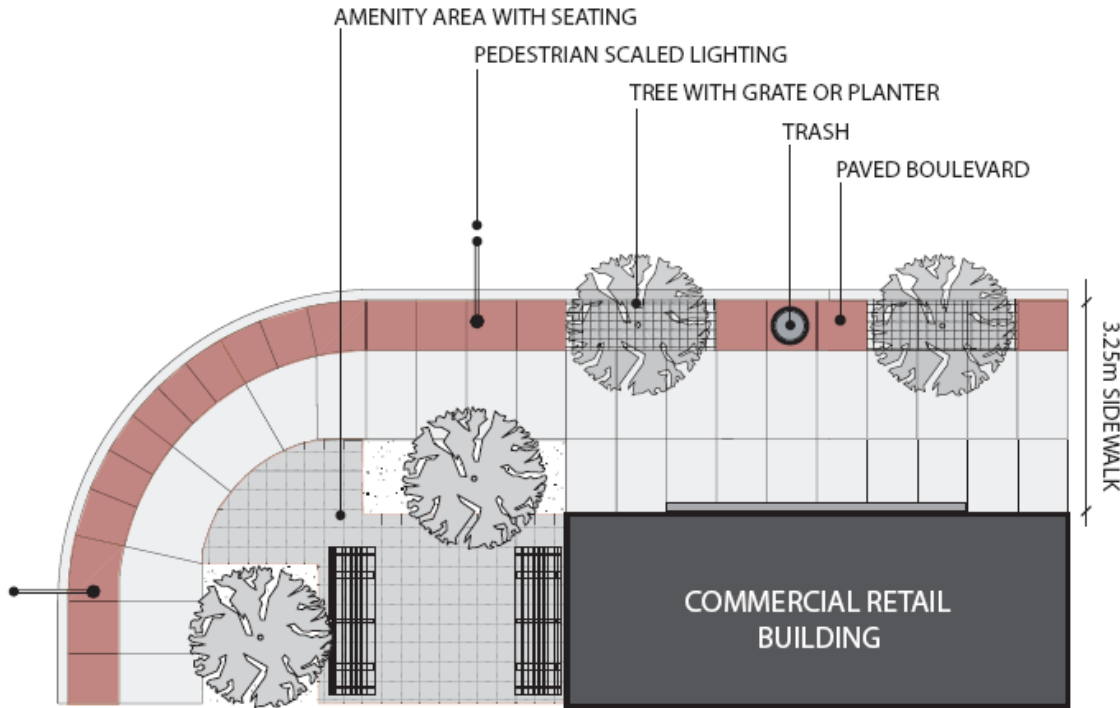 AMENITY AREA WITH SEATING
PEDESTRIAN SCALED LIGHTING
TREE WITH GRATE OR PLANTER
TRASH
PAVED BOULEVARD
3.25m SIDEWALK
COMMERCIAL RETAIL
BUILDING